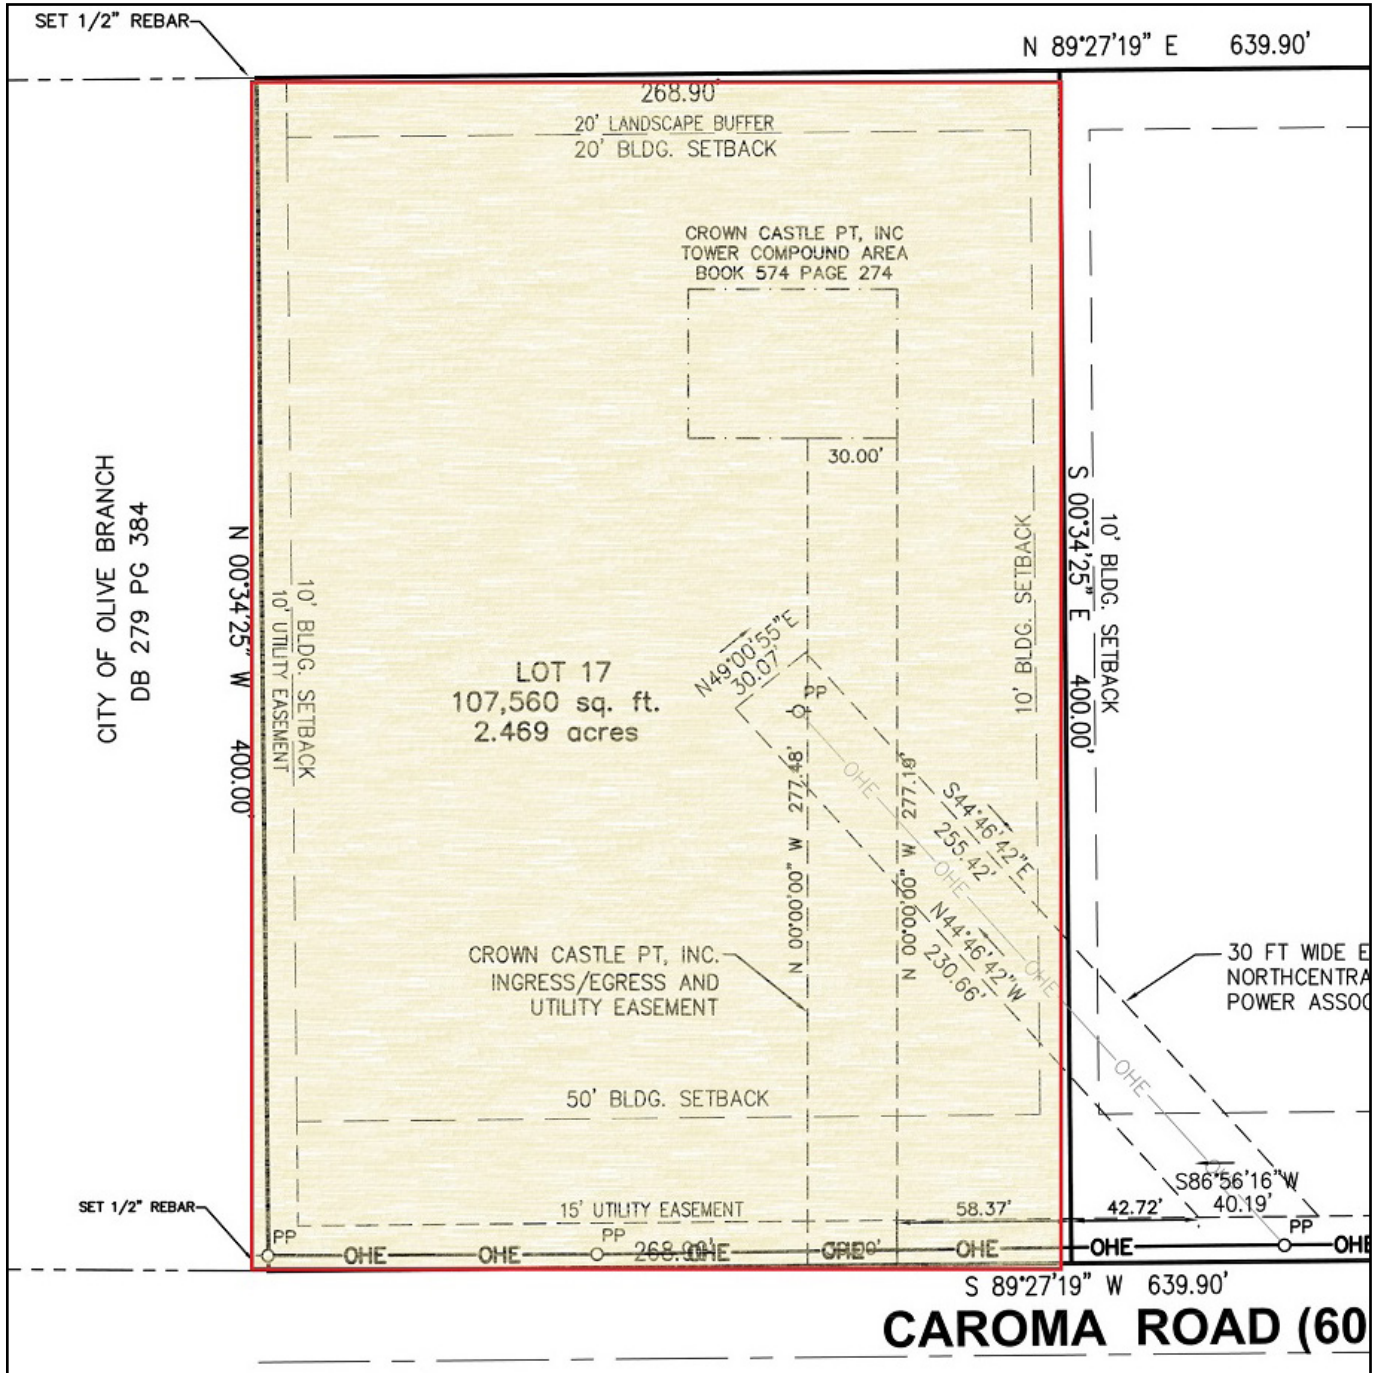 SET 1/2" REBAR
N 89°27'19" E 639.90'
268.90'
20' LANDSCAPE BUFFER
20' BLDG. SETBACK
CROWN CASTLE PT, INC
TOWER COMPOUND AREA
BOOK 574 PAGE 274
30.00'
CITY OF OLIVE BRANCH
DB 279 PG 384
N 00°34'25" W 400.00'
10' UTILITY EASEMENT
10' BLDG. SETBACK
LOT 17
107,560 sq. ft.
2.469 acres
N49°00'55"E
30.07'
PP
10' BLDG. SETBACK
S 00°34'25" E 400.00'
10' BLDG. SETBACK
N 00°00'00" W 277.48'
N 00°00'00" W 277.19'
OHE
S44°46'42"E
255.42'
OHE
N44°46'42"W
230.66'
OHE
CROWN CASTLE PT, INC.
INGRESS/EGRESS AND
UTILITY EASEMENT
30 FT WIDE E
NORTHCENTRA
POWER ASSOC
OHE
50' BLDG. SETBACK
OHE
S86°56'16"W
40.19'
SET 1/2" REBAR
15' UTILITY EASEMENT
58.37'
42.72'
PP
PP
PP
OHE OHE 268.90' OHE OHE OHE OHE
S 89°27'19" W 639.90'
CAROMA ROAD (60